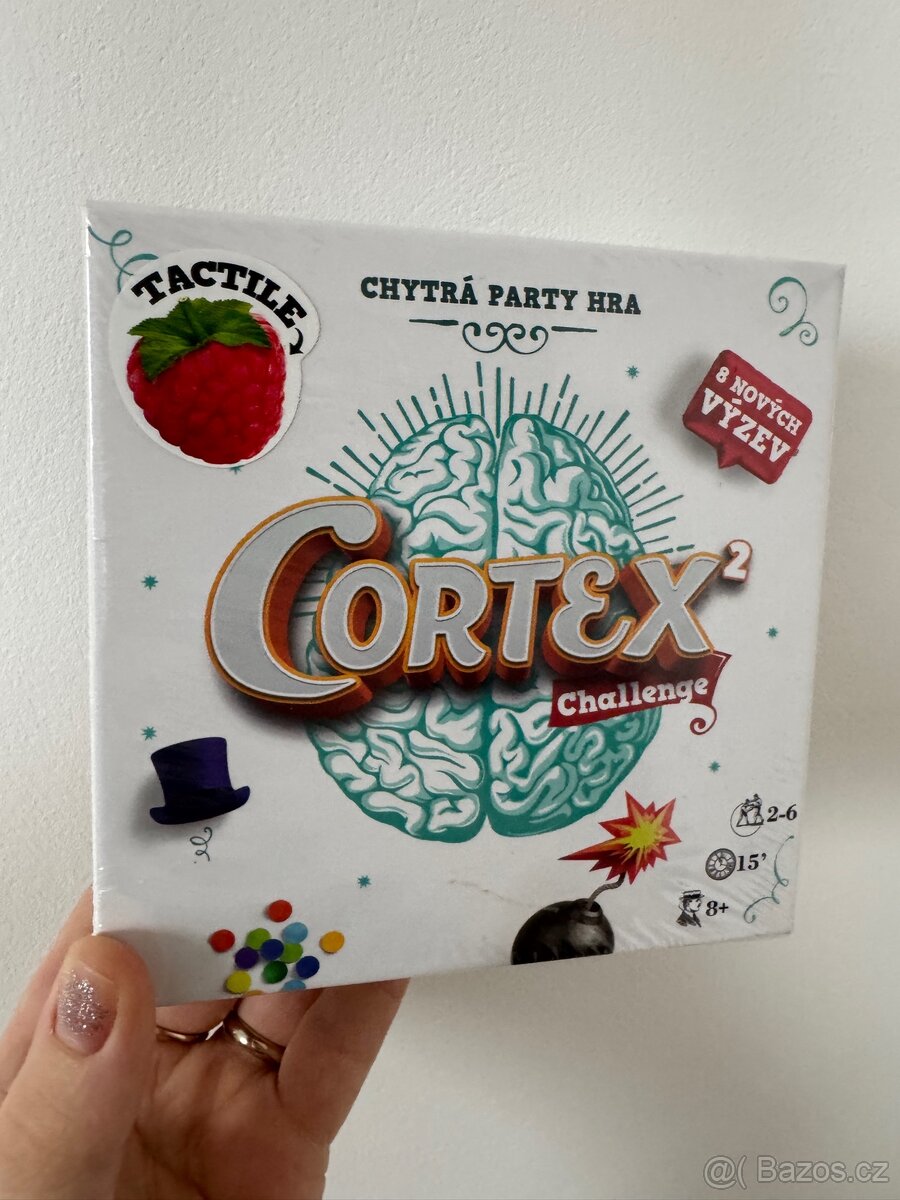 TACTILE
CHYTRÁ PARTY HRA
8 NOVÝCH
VÝZEV
CORTEX²
Challenge
2-6
15'
8+
@( Bazos.cz